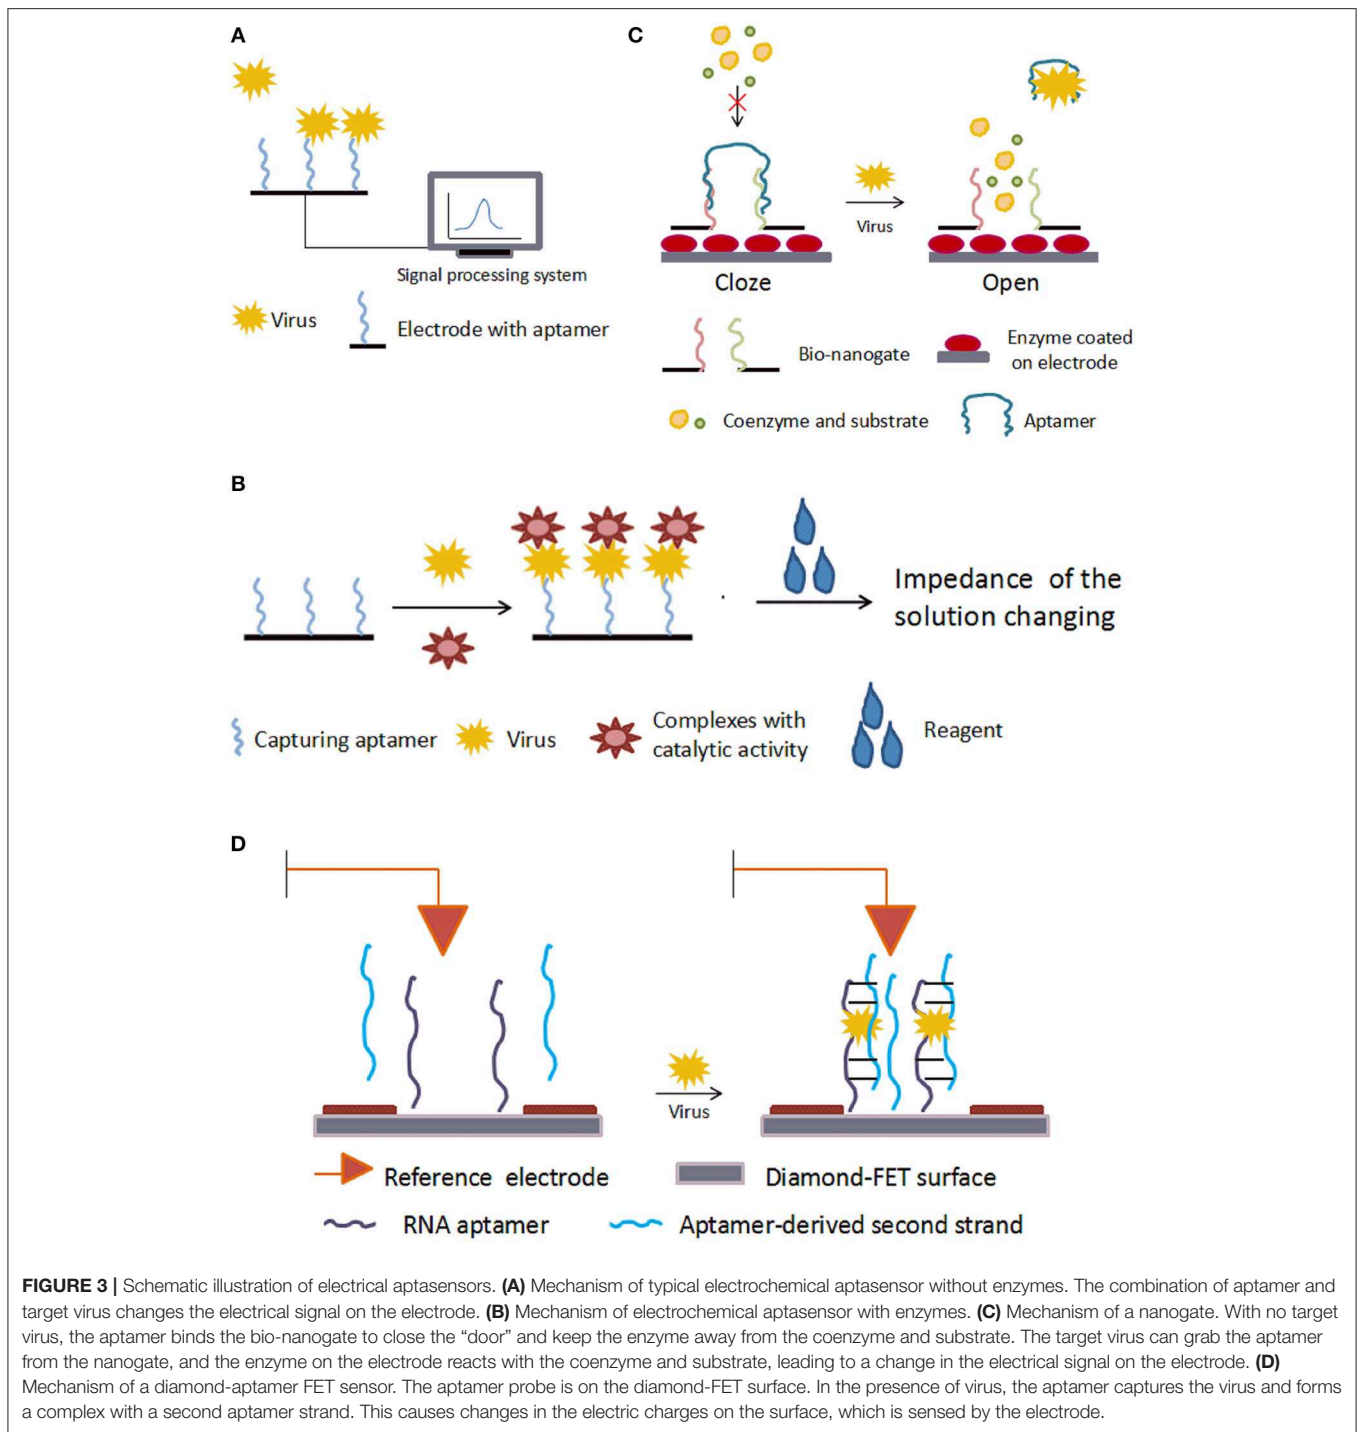 A
Signal processing system
Virus
Electrode with aptamer
C
Virus
Cloze
Open
Bio-nanogate
Enzyme coated
on electrode
Coenzyme and substrate
Aptamer
B
Impedance of the
solution changing
Capturing aptamer
Virus
Complexes with
catalytic activity
Reagent
D
Virus
Reference electrode
Diamond-FET surface
RNA aptamer
Aptamer-derived second strand
FIGURE 3 | Schematic illustration of electrical aptasensors. (A) Mechanism of typical electrochemical aptasensor without enzymes. The combination of aptamer and
target virus changes the electrical signal on the electrode. (B) Mechanism of electrochemical aptasensor with enzymes. (C) Mechanism of a nanogate. With no target
virus, the aptamer binds the bio-nanogate to close the “door” and keep the enzyme away from the coenzyme and substrate. The target virus can grab the aptamer
from the nanogate, and the enzyme on the electrode reacts with the coenzyme and substrate, leading to a change in the electrical signal on the electrode. (D)
Mechanism of a diamond-aptamer FET sensor. The aptamer probe is on the diamond-FET surface. In the presence of virus, the aptamer captures the virus and forms
a complex with a second aptamer strand. This causes changes in the electric charges on the surface, which is sensed by the electrode.